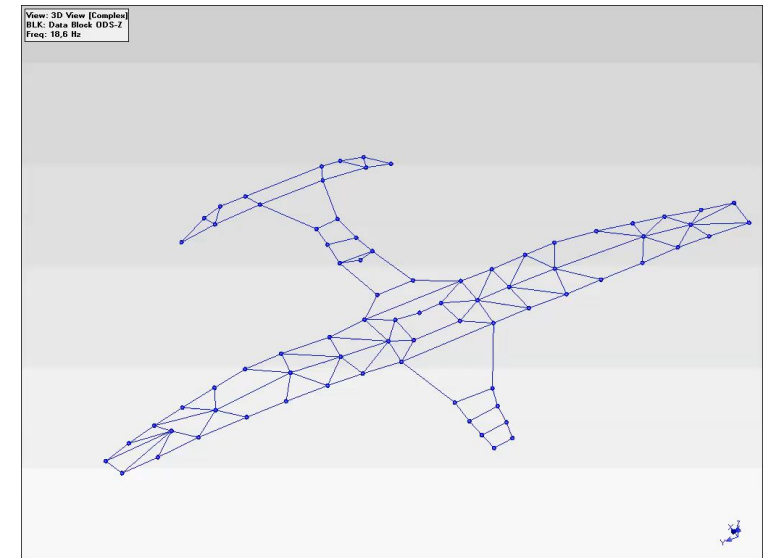 View: 3D View [Complex]
BLK: Data Block ODS-Z
Freq: 18,6 Hz
X Z
Y